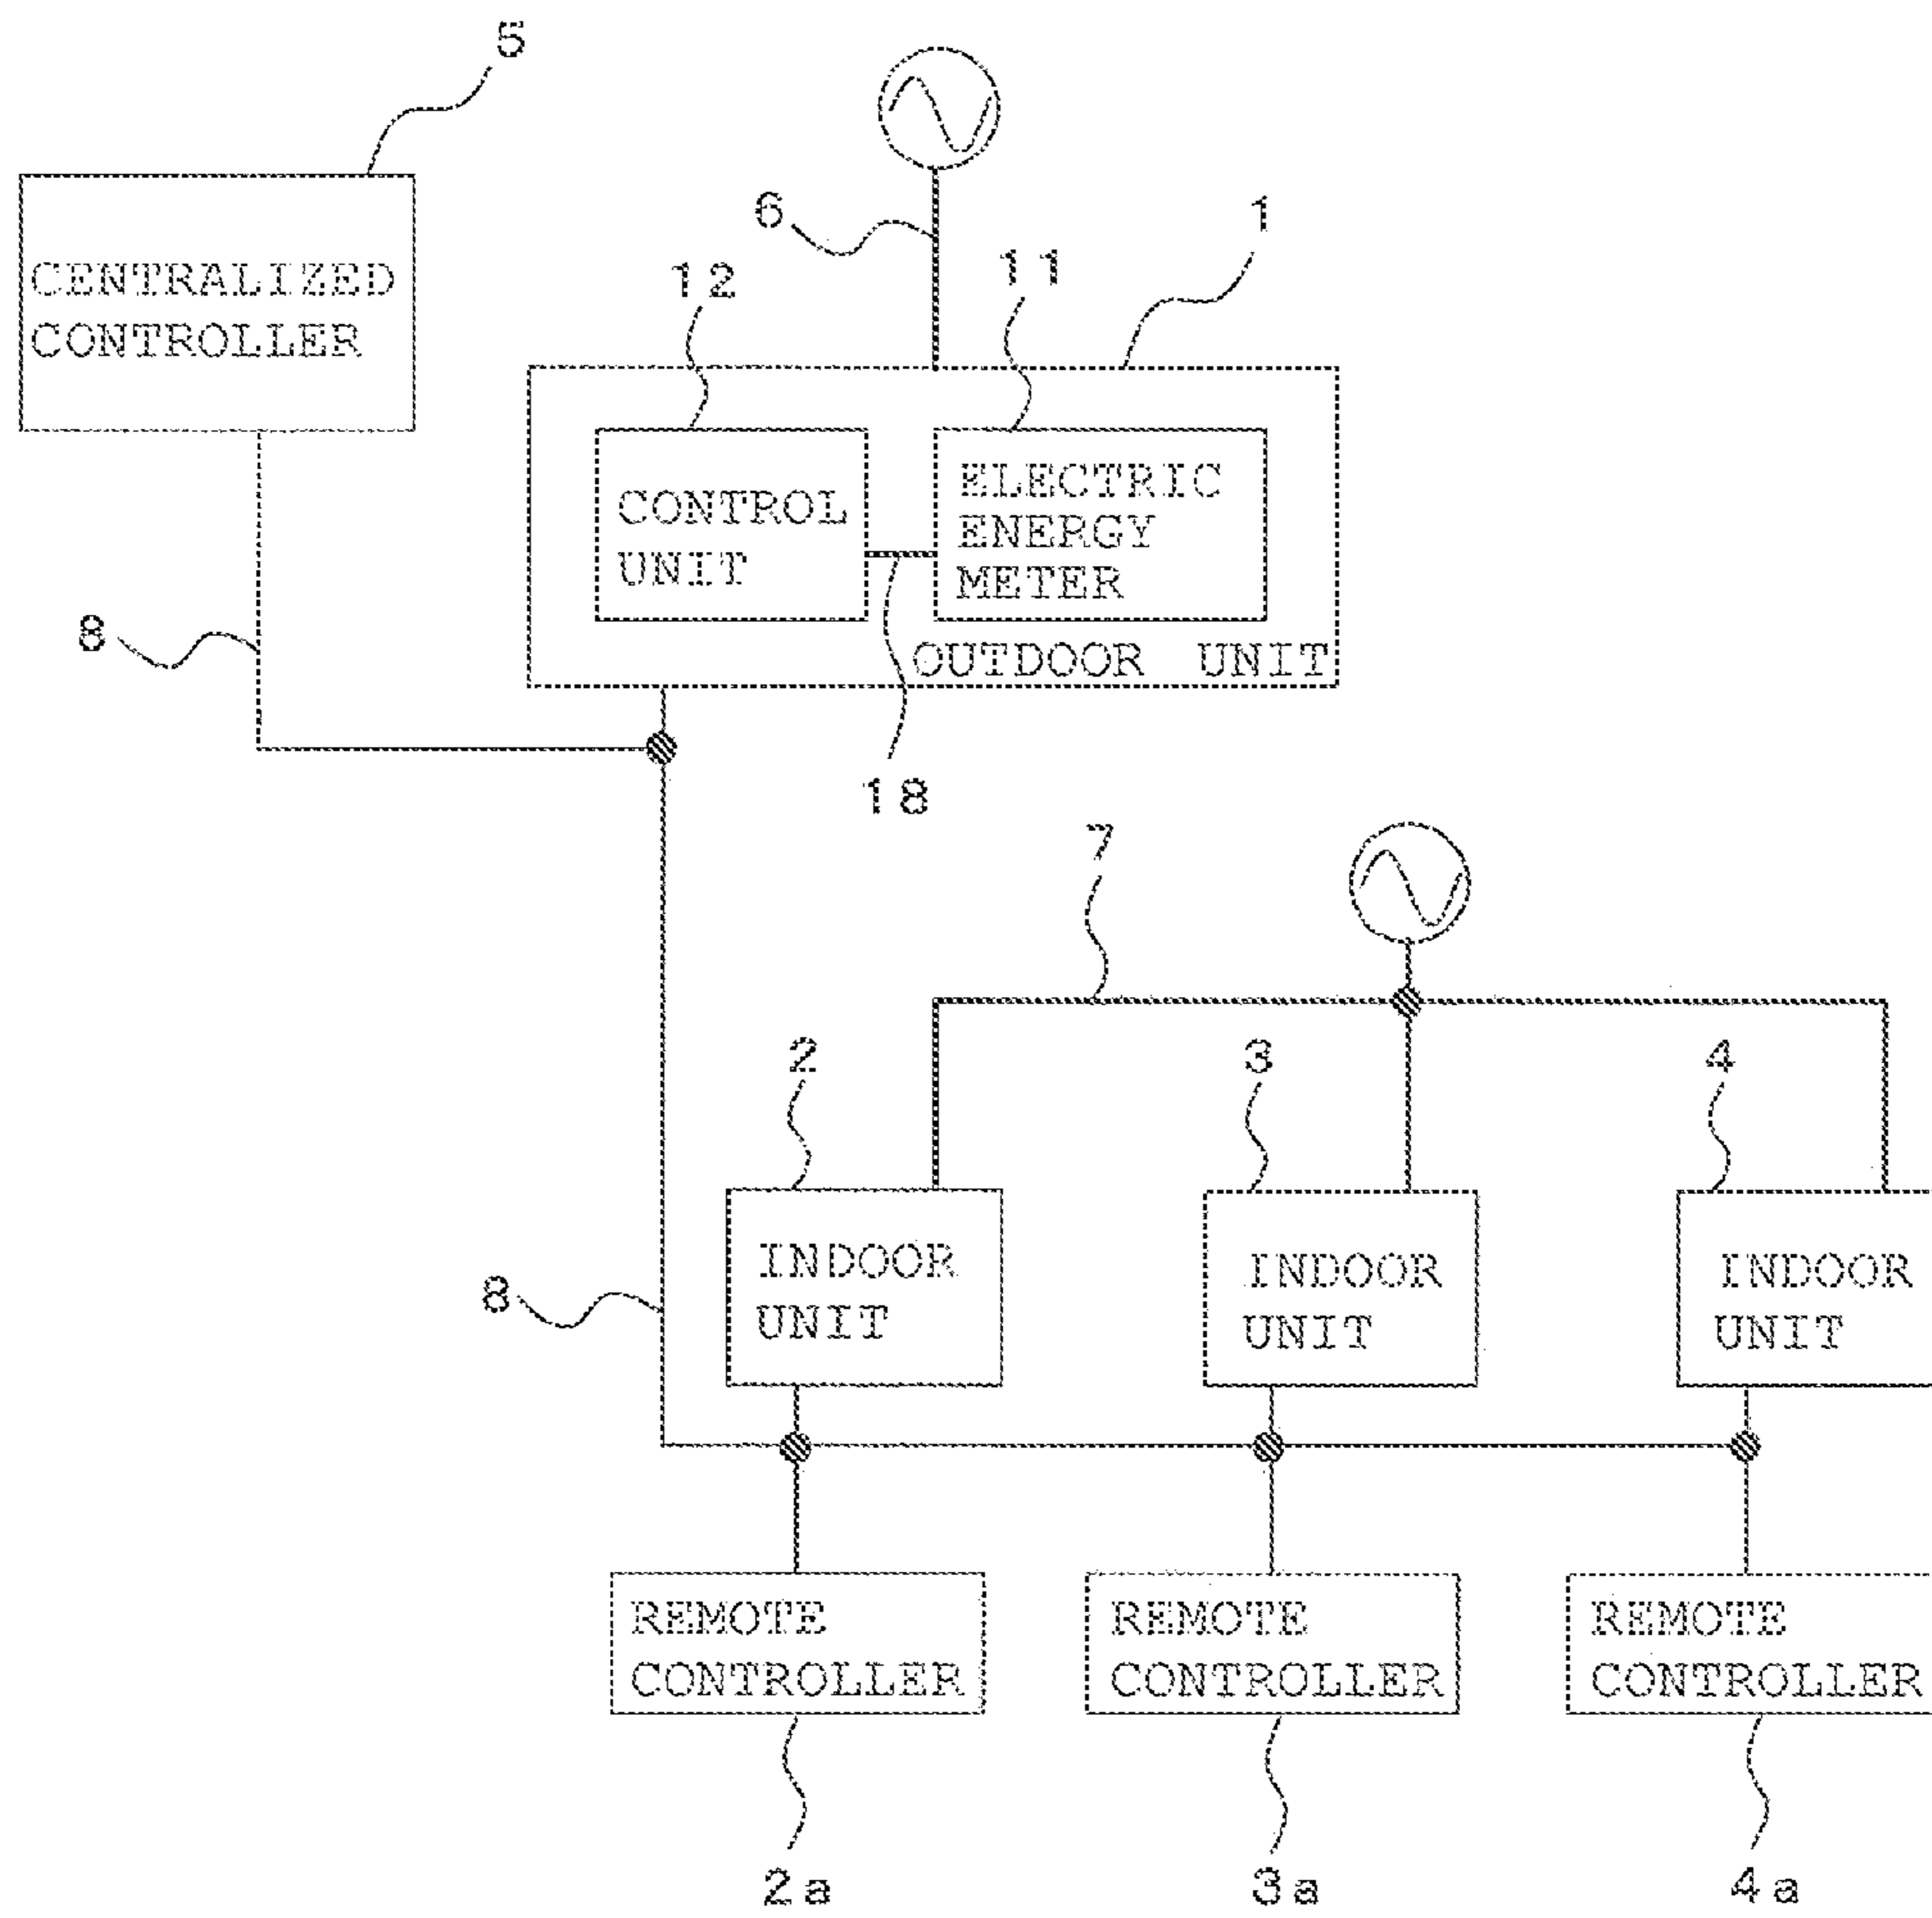 5
6
1
CENTRALIZED
CONTROLLER
12
11
CONTROL
UNIT
ELECTRIC
ENERGY
METER
OUTDOOR UNIT
8
18
7
2
3
4
INDOOR
UNIT
INDOOR
UNIT
INDOOR
UNIT
8
REMOTE
CONTROLLER
REMOTE
CONTROLLER
REMOTE
CONTROLLER
2a
3a
4a